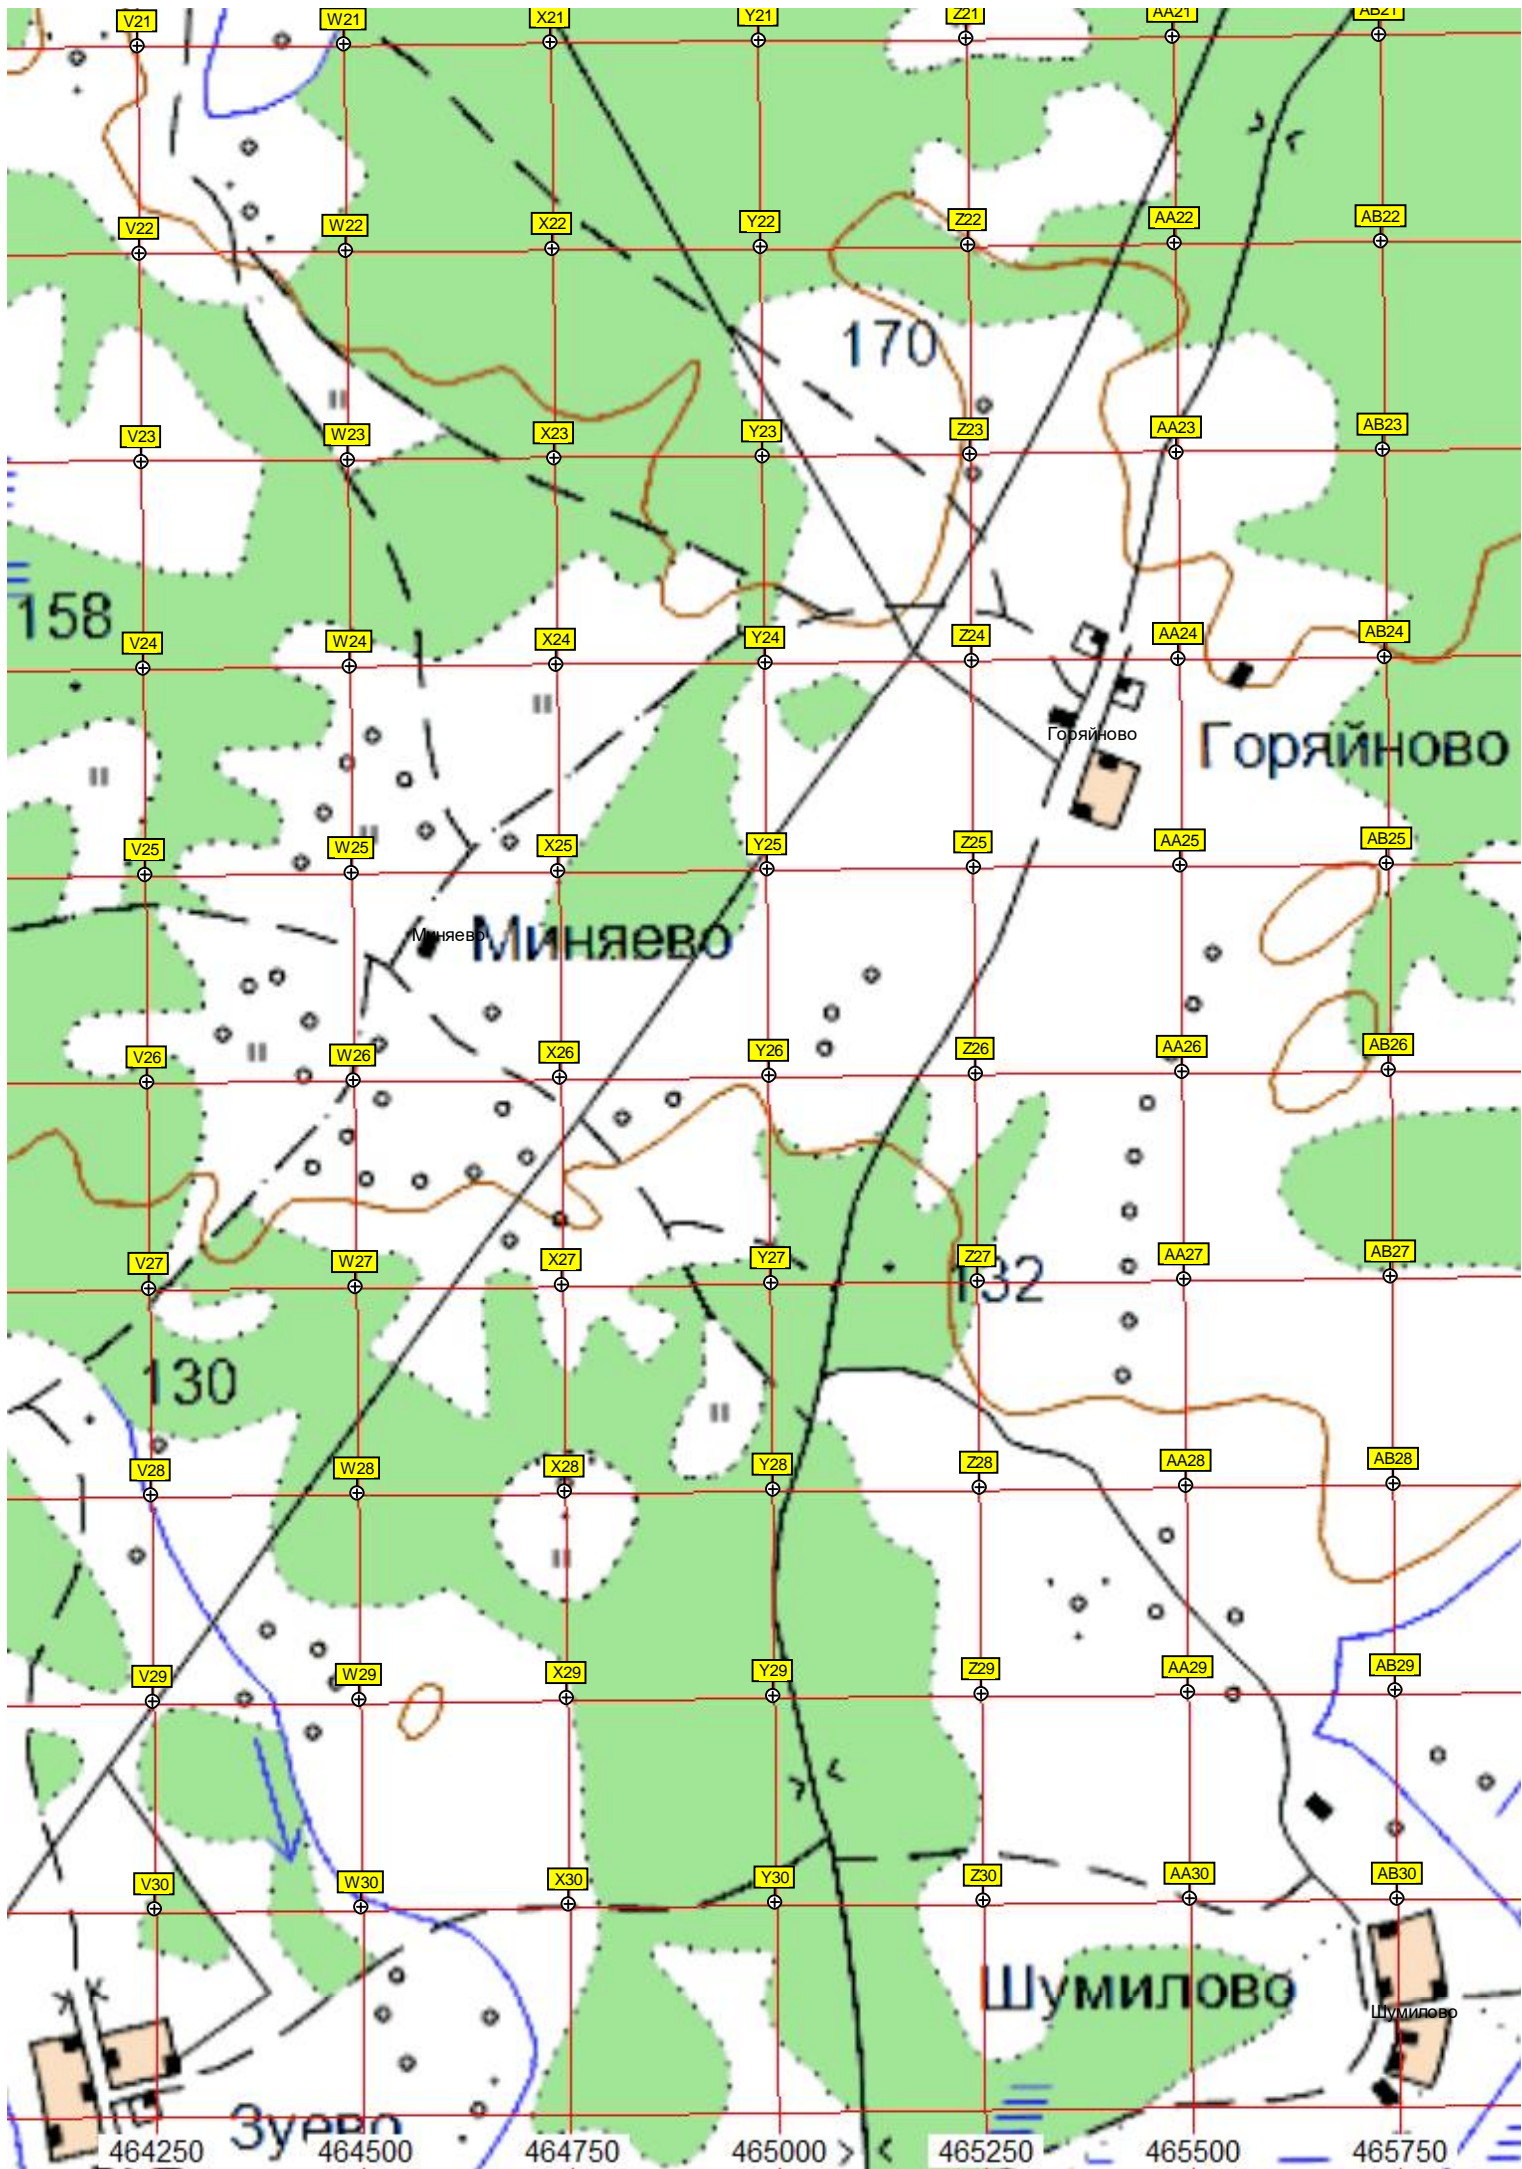 V21 W21 X21 Y21 Z21 AA21 AB21
V22 W22 X22 Y22 Z22 AA22 AB22
170
V23 W23 X23 Y23 Z23 AA23 AB23
158
V24 W24 X24 Y24 Z24 AA24 AB24
Горяйново
Горяйново
V25 W25 X25 Y25 Z25 AA25 AB25
Миняево
Миняево
V26 W26 X26 Y26 Z26 AA26 AB26
V27 W27 X27 Y27 Z27 AA27 AB27
132
130
V28 W28 X28 Y28 Z28 AA28 AB28
V29 W29 X29 Y29 Z29 AA29 AB29
V30 W30 X30 Y30 Z30 AA30 AB30
Шумилово
Шумилово
Зуево
464250 464500 464750 465000 465250 465500 465750